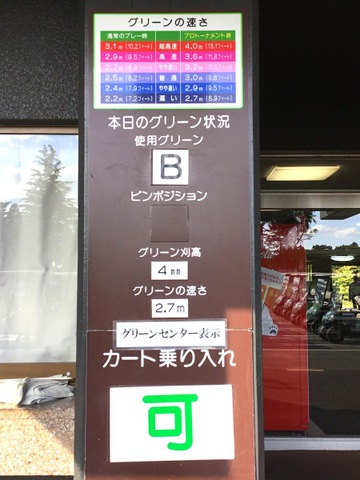 グリーンの速さ
通常のプレー時 プロトーナメント時
3.1m(10.2フィート) 超高速 4.0m(13.1フィート)
2.9m(9.5フィート) 高速 3.6m(11.8フィート)
やや速い 3.2m
2.5m(8.2フィート) 普通 3.0m(9.8フィート)
2.4m(7.9フィート) やや遅い 2.9m(9.5フィート)
2.2m(7.2フィート) 遅い 2.7m(8.9フィート)
本日のグリーン状況
使用グリーン
B
ピンポジション
グリーン刈高
4mm
グリーンの速さ
2.7m
グリーンセンター表示
カート乗り入れ
可